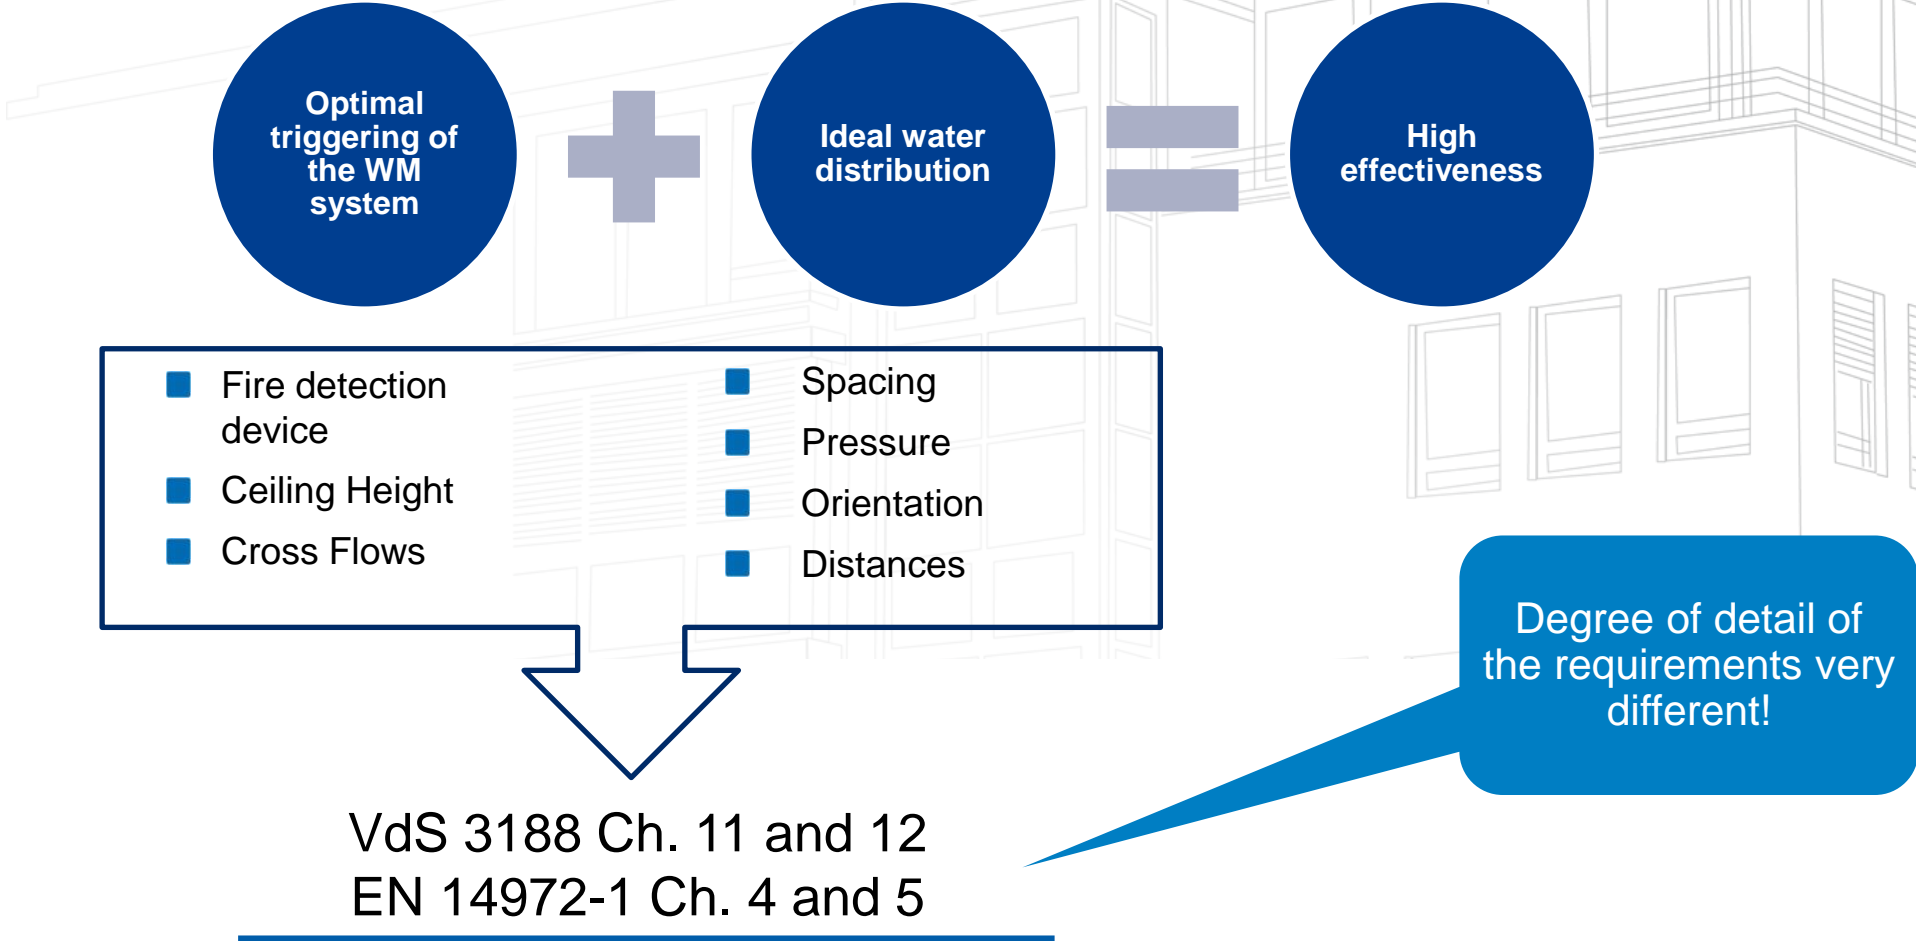 Optimal
triggering of
the WM
system
Ideal water
distribution
High
effectiveness
Fire detection
device
Ceiling Height
Cross Flows
Spacing
Pressure
Orientation
Distances
Degree of detail of
the requirements very
different!
VdS 3188 Ch. 11 and 12
EN 14972-1 Ch. 4 and 5